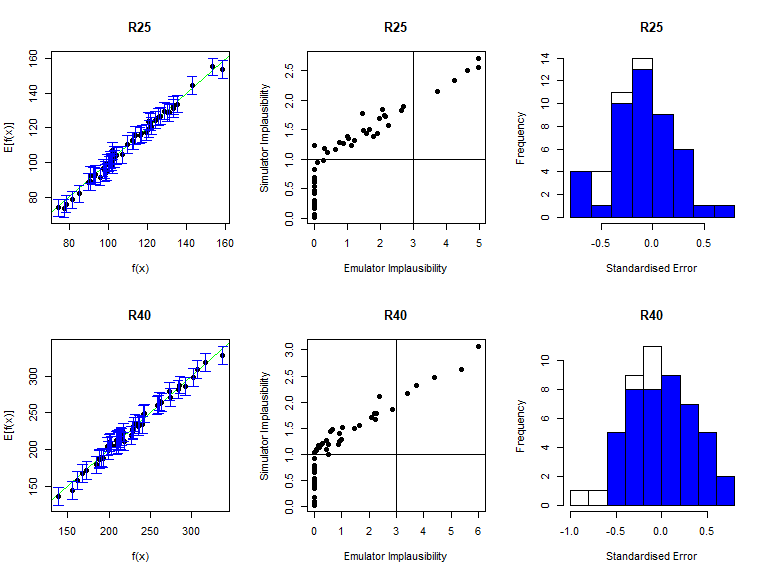 R25
R25
R25
E[f(x)]
80 100 120 140 160
80 100 120 140 160
f(x)
Simulator Implausibility
0.0 0.5 1.0 1.5 2.0 2.5
0 1 2 3 4 5
Emulator Implausibility
Frequency
0 2 4 6 8 10 12 14
-0.5 0.0 0.5
Standardised Error
R40
R40
R40
E[f(x)]
150 200 250 300
150 200 250 300
f(x)
Simulator Implausibility
0.0 0.5 1.0 1.5 2.0 2.5 3.0
0 1 2 3 4 5 6
Emulator Implausibility
Frequency
0 2 4 6 8 10
-1.0 -0.5 0.0 0.5
Standardised Error